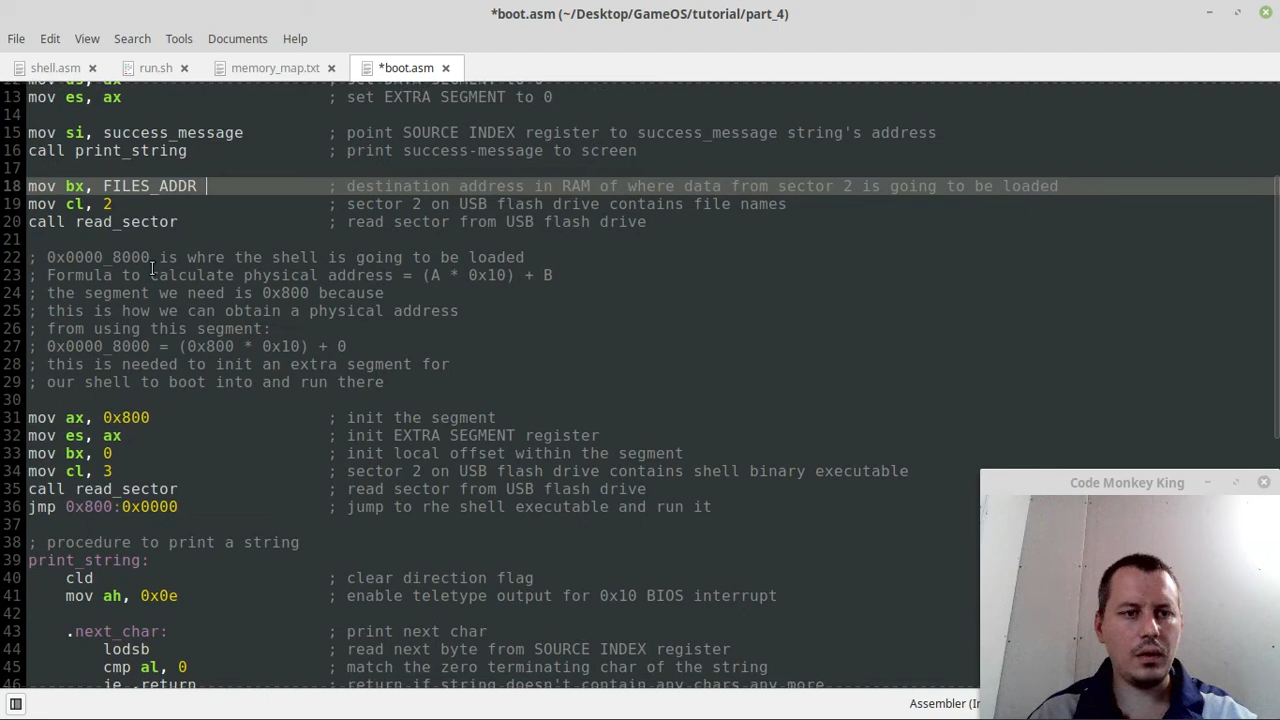 *boot.asm (~/Desktop/GameOS/tutorial/part_4)
File Edit View Search Tools Documents Help
shell.asm run.sh memory_map.txt *boot.asm
13 mov es, ax ; set EXTRA SEGMENT to 0
14
15 mov si, success_message ; point SOURCE INDEX register to success_message string's address
16 call print_string ; print success-message to screen
17
18 mov bx, FILES_ADDR ; destination address in RAM of where data from sector 2 is going to be loaded
19 mov cl, 2 ; sector 2 on USB flash drive contains file names
20 call read_sector ; read sector from USB flash drive
21
22 ; 0x0000_8000 is whre the shell is going to be loaded
23 ; Formula to calculate physical address = (A * 0x10) + B
24 ; the segment we need is 0x800 because
25 ; this is how we can obtain a physical address
26 ; from using this segment:
27 ; 0x0000_8000 = (0x800 * 0x10) + 0
28 ; this is needed to init an extra segment for
29 ; our shell to boot into and run there
30
31 mov ax, 0x800 ; init the segment
32 mov es, ax ; init EXTRA SEGMENT register
33 mov bx, 0 ; init local offset within the segment
34 mov cl, 3 ; sector 2 on USB flash drive contains shell binary executable
35 call read_sector ; read sector from USB flash drive
36 jmp 0x800:0x0000 ; jump to rhe shell executable and run it
37
38 ; procedure to print a string
39 print_string:
40 cld ; clear direction flag
41 mov ah, 0x0e ; enable teletype output for 0x10 BIOS interrupt
42
43 .next_char: ; print next char
44 lodsb ; read next byte from SOURCE INDEX register
45 cmp al, 0 ; match the zero terminating char of the string
46 je .return ; return if string doesn't contain any chars any more
Code Monkey King
Assembler